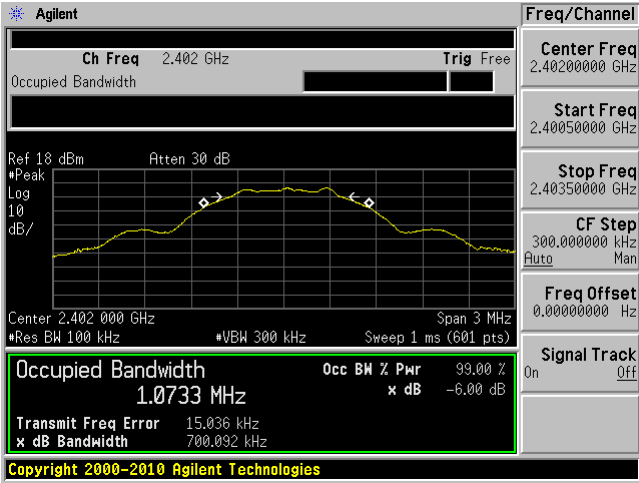 Agilent
Freq/Channel
Ch Freq 2.402 GHz Trig Free
Occupied Bandwidth
Center Freq
2.40200000 GHz
Start Freq
2.40050000 GHz
Stop Freq
2.40350000 GHz
CF Step
300.000000 kHz
Auto Man
Freq Offset
0.00000000 Hz
Signal Track
On Off
Ref 18 dBm Atten 30 dB
#Peak
Log
10
dB/
Center 2.402 000 GHz Span 3 MHz
#Res BW 100 kHz #VBW 300 kHz Sweep 1 ms (601 pts)
Occupied Bandwidth Occ BW % Pwr 99.00 %
1.0733 MHz x dB -6.00 dB
Transmit Freq Error 15.036 kHz
x dB Bandwidth 700.092 kHz
Copyright 2000-2010 Agilent Technologies